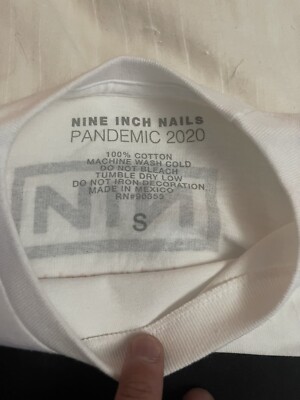 NINE INCH NAILS
PANDEMIC 2020
100% COTTON
MACHINE WASH COLD
DO NOT BLEACH
TUMBLE DRY LOW
DO NOT IRON DECORATION
MADE IN MEXICO
S
NIN